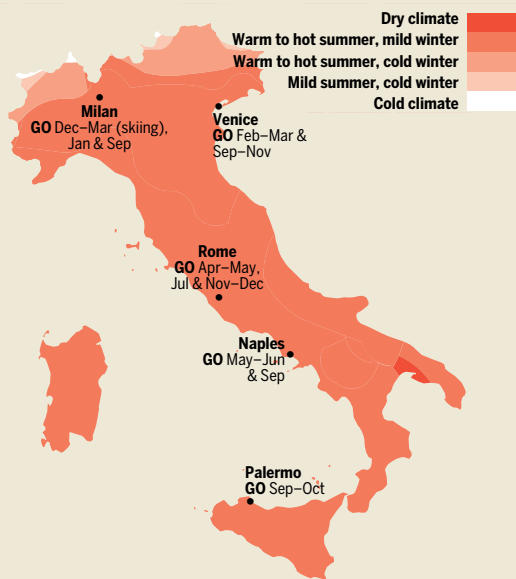 Dry climate
Warm to hot summer, mild winter
Warm to hot summer, cold winter
Mild summer, cold winter
Cold climate
Milan
GO Dec–Mar (skiing),
Jan & Sep
Venice
GO Feb–Mar &
Sep–Nov
Rome
GO Apr–May,
Jul & Nov–Dec
Naples
GO May–Jun
& Sep
Palermo
GO Sep–Oct